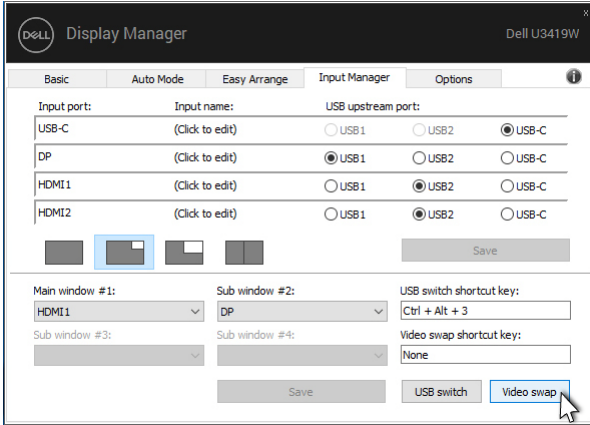 DELL Display Manager Dell U3419W x
Basic Auto Mode Easy Arrange Input Manager Options i
Input port: Input name: USB upstream port:
USB-C (Click to edit) USB1 USB2 USB-C
DP (Click to edit) USB1 USB2 USB-C
HDMI1 (Click to edit) USB1 USB2 USB-C
HDMI2 (Click to edit) USB1 USB2 USB-C
Save
Main window #1: Sub window #2: USB switch shortcut key:
HDMI1 DP Ctrl + Alt + 3
Sub window #3: Sub window #4: Video swap shortcut key:
None
Save USB switch Video swap